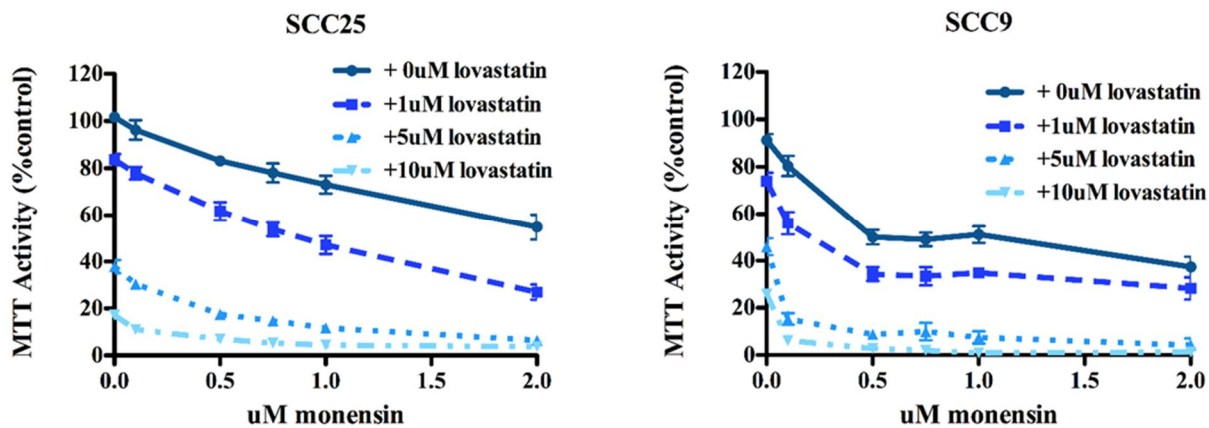 SCC25
MTT Activity (%control)
120
100
80
60
40
20
0
+ 0uM lovastatin
+1uM lovastatin
+5uM lovastatin
+10uM lovastatin
0.0 0.5 1.0 1.5 2.0
uM monensin
SCC9
MTT Activity (%control)
120
100
80
60
40
20
0
+ 0uM lovastatin
+1uM lovastatin
+5uM lovastatin
+10uM lovastatin
0.0 0.5 1.0 1.5 2.0
uM monensin